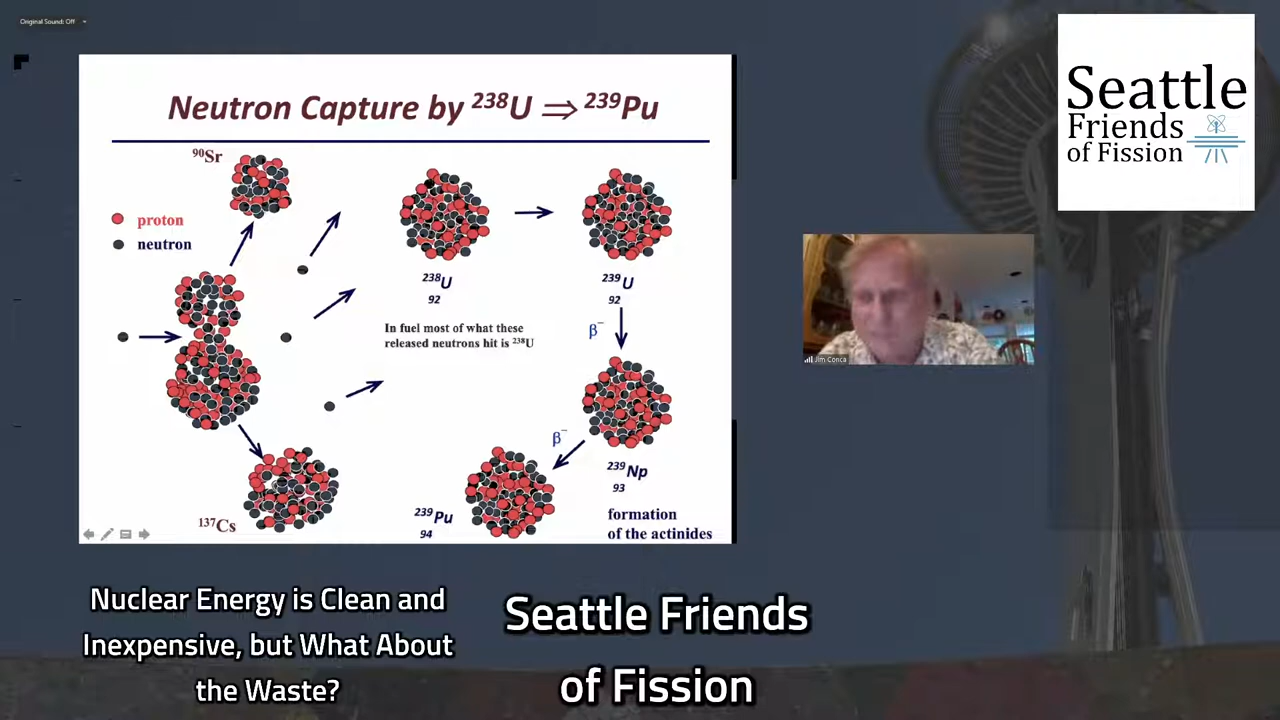 Original Sound: Off
Neutron Capture by ²³⁸U ⇒ ²³⁹Pu
⁹⁰Sr
proton
neutron
²³⁸U
92
²³⁹U
92
In fuel most of what these
released neutrons hit is ²³⁸U
β⁻
β⁻
²³⁹Np
93
¹³⁷Cs
²³⁹Pu
94
formation
of the actinides
Seattle
Friends
of Fission
Jim Conca
Nuclear Energy is Clean and
Inexpensive, but What About
the Waste?
Seattle Friends
of Fission